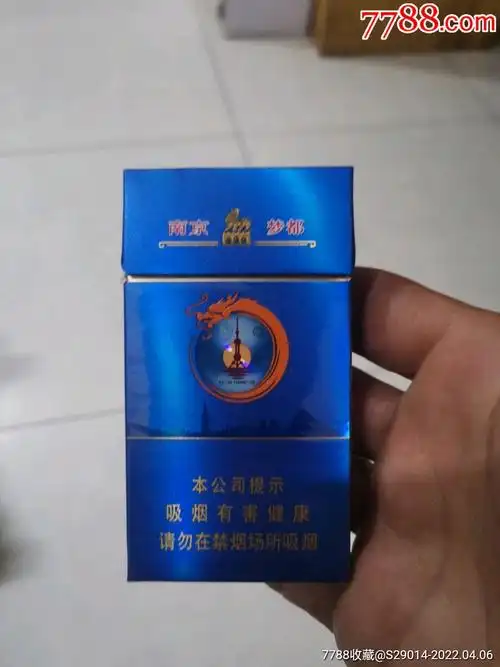 7788.com
南京 梦都
本公司提示
吸烟有害健康
请勿在禁烟场所吸烟
7788收藏@S29014-2022.04.06